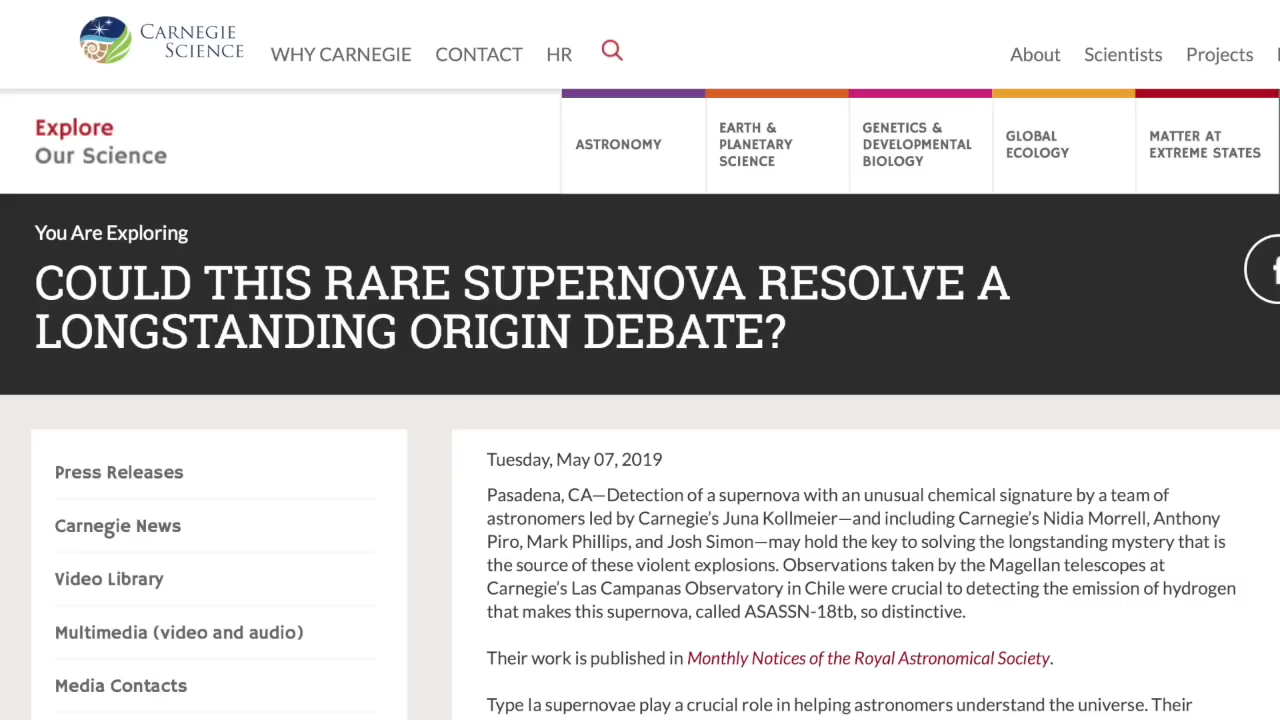 CARNEGIE
SCIENCE
WHY CARNEGIE CONTACT HR
About Scientists Projects
Explore
Our Science
ASTRONOMY
EARTH &
PLANETARY
SCIENCE
GENETICS &
DEVELOPMENTAL
BIOLOGY
GLOBAL
ECOLOGY
MATTER AT
EXTREME STATES
You Are Exploring
COULD THIS RARE SUPERNOVA RESOLVE A
LONGSTANDING ORIGIN DEBATE?
Press Releases
Carnegie News
Video Library
Multimedia (video and audio)
Media Contacts
Tuesday, May 07, 2019
Pasadena, CA—Detection of a supernova with an unusual chemical signature by a team of
astronomers led by Carnegie’s Juna Kollmeier—and including Carnegie’s Nidia Morrell, Anthony
Piro, Mark Phillips, and Josh Simon—may hold the key to solving the longstanding mystery that is
the source of these violent explosions. Observations taken by the Magellan telescopes at
Carnegie’s Las Campanas Observatory in Chile were crucial to detecting the emission of hydrogen
that makes this supernova, called ASASSN-18tb, so distinctive.
Their work is published in Monthly Notices of the Royal Astronomical Society.
Type Ia supernovae play a crucial role in helping astronomers understand the universe. Their